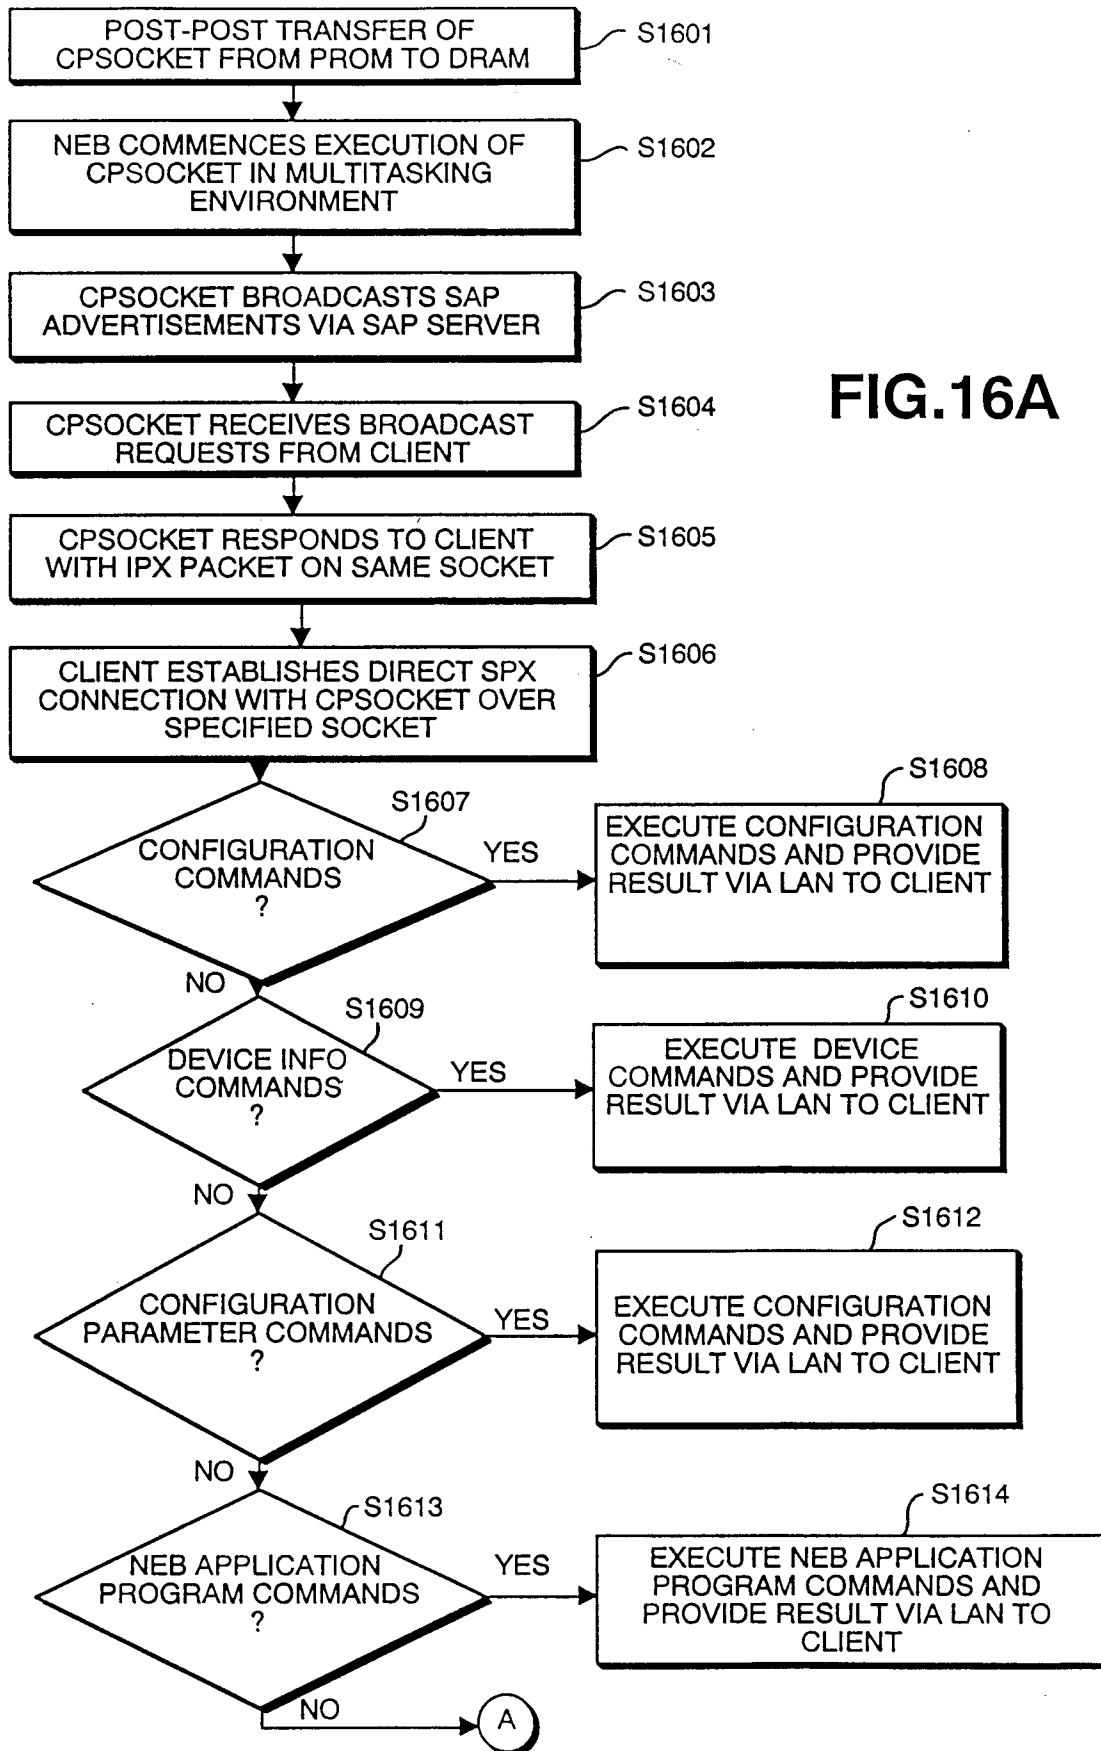 POST-POST TRANSFER OF
CPSOCKET FROM PROM TO DRAM
S1601
NEB COMMENCES EXECUTION OF
CPSOCKET IN MULTITASKING
ENVIRONMENT
S1602
CPSOCKET BROADCASTS SAP
ADVERTISEMENTS VIA SAP SERVER
S1603
FIG.16A
CPSOCKET RECEIVES BROADCAST
REQUESTS FROM CLIENT
S1604
CPSOCKET RESPONDS TO CLIENT
WITH IPX PACKET ON SAME SOCKET
S1605
CLIENT ESTABLISHES DIRECT SPX
CONNECTION WITH CPSOCKET OVER
SPECIFIED SOCKET
S1606
S1607
CONFIGURATION
COMMANDS
?
YES
S1608
EXECUTE CONFIGURATION
COMMANDS AND PROVIDE
RESULT VIA LAN TO CLIENT
NO
S1609
DEVICE INFO
COMMANDS
?
YES
S1610
EXECUTE DEVICE
COMMANDS AND PROVIDE
RESULT VIA LAN TO CLIENT
NO
S1611
CONFIGURATION
PARAMETER COMMANDS
?
YES
S1612
EXECUTE CONFIGURATION
COMMANDS AND PROVIDE
RESULT VIA LAN TO CLIENT
NO
S1613
NEB APPLICATION
PROGRAM COMMANDS
?
YES
S1614
EXECUTE NEB APPLICATION
PROGRAM COMMANDS AND
PROVIDE RESULT VIA LAN TO
CLIENT
NO
A